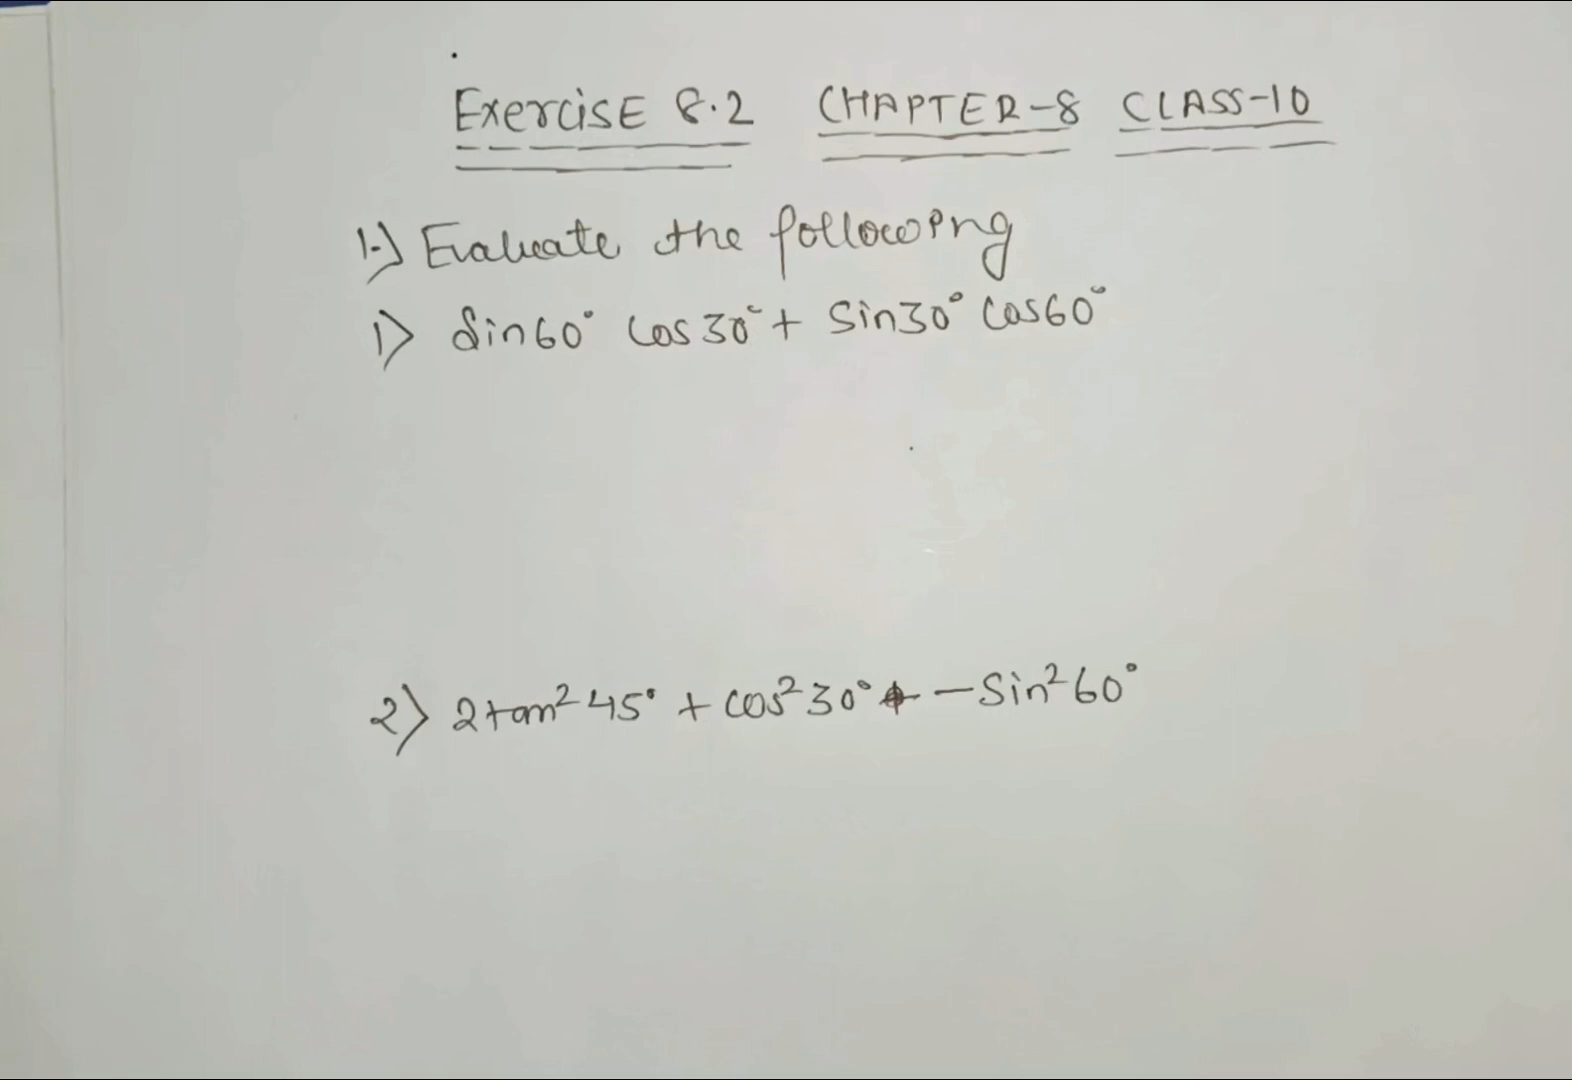 ExercisE 8.2 CHAPTER-8 CLASS-10
1.) Evaluate the following
1) Sin60° Cos30° + Sin30° Cos60°
2) 2tan²45° + cos²30° - Sin²60°